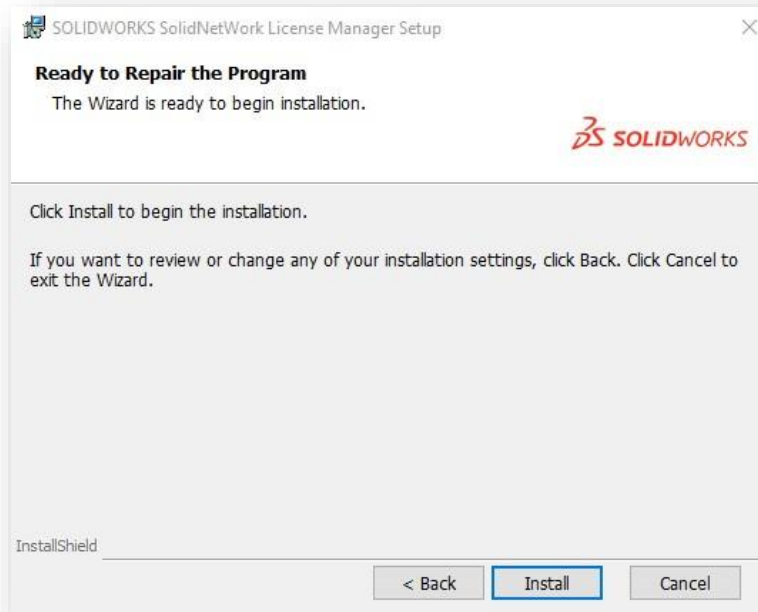 SOLIDWORKS SolidNetWork License Manager Setup
Ready to Repair the Program
The Wizard is ready to begin installation.
SOLIDWORKS
Click Install to begin the installation.
If you want to review or change any of your installation settings, click Back. Click Cancel to
exit the Wizard.
InstallShield
< Back
Install
Cancel